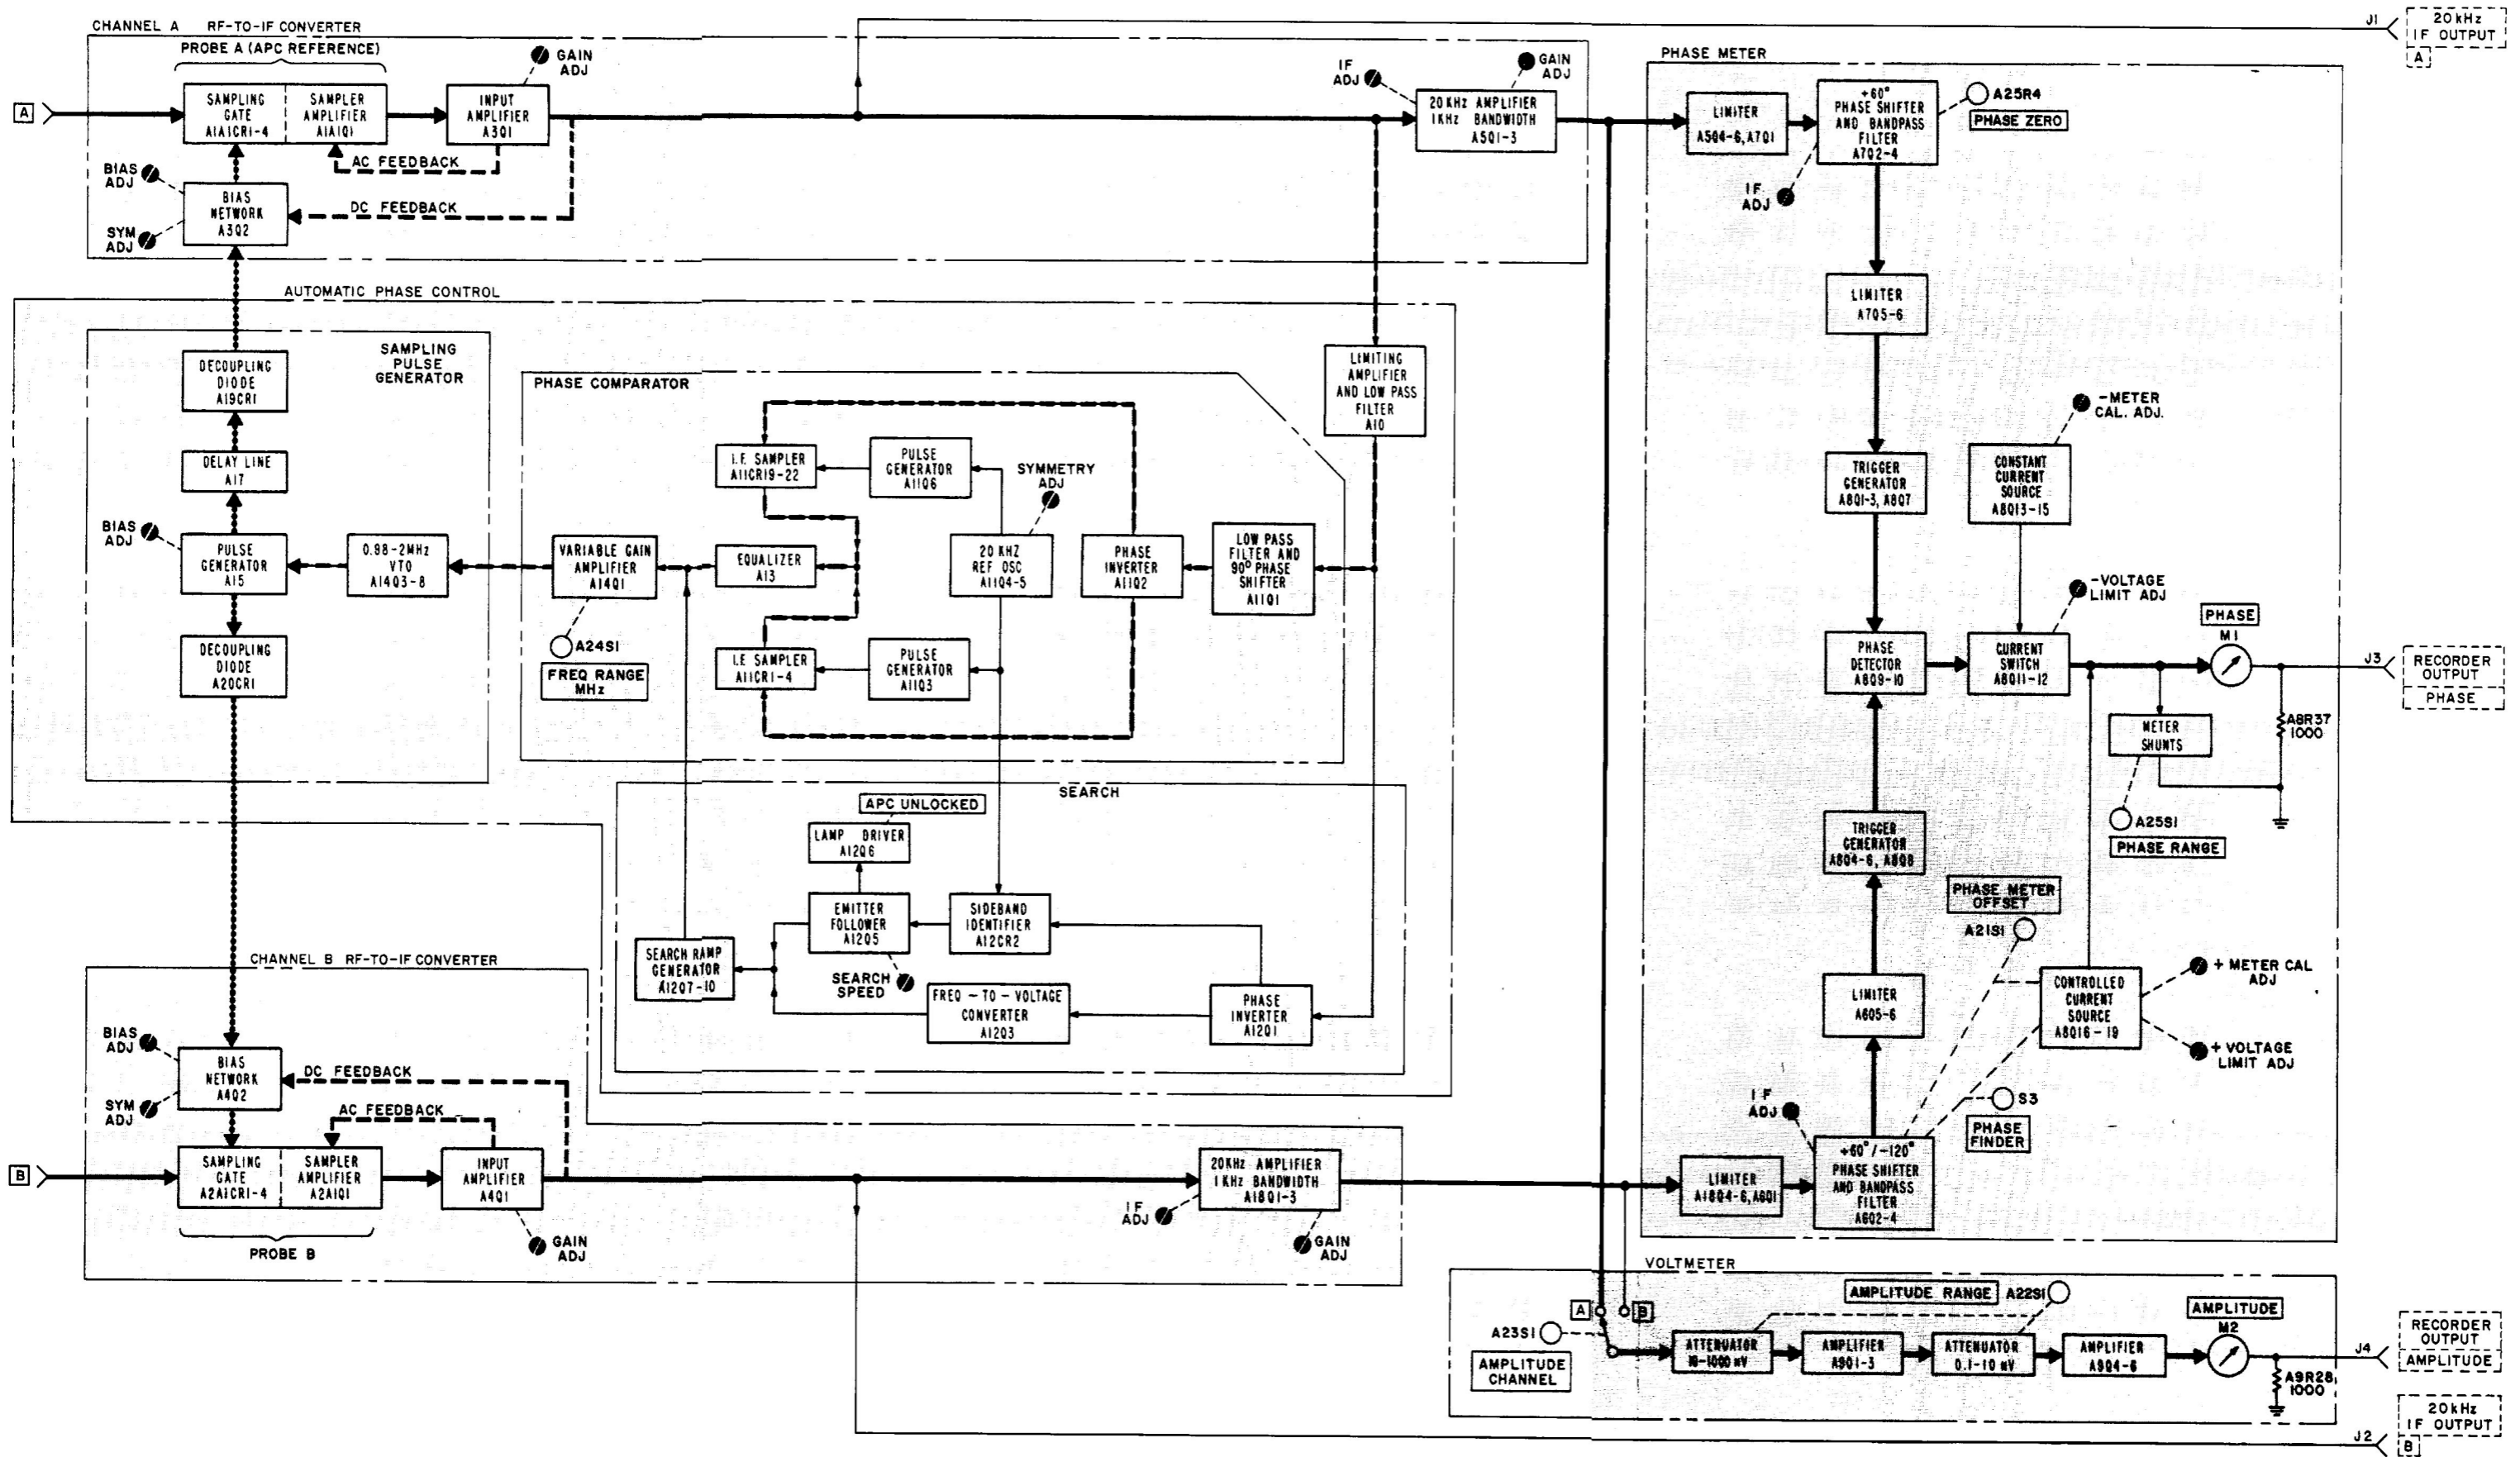 CHANNEL A RF-TO-IF CONVERTER
PROBE A (APC REFERENCE)
A
SAMPLING
GATE
A1A1CR1-4
SAMPLER
AMPLIFIER
A1A1Q1
INPUT
AMPLIFIER
A3Q1
GAIN
ADJ
AC FEEDBACK
BIAS
ADJ
BIAS
NETWORK
A3Q2
SYM
ADJ
DC FEEDBACK
IF
ADJ
GAIN
ADJ
20 KHz AMPLIFIER
1KHz BANDWIDTH
A5Q1-3
J1
20 kHz
IF OUTPUT
A
PHASE METER
LIMITER
A5Q4-6, A7Q1
+60°
PHASE SHIFTER
AND BANDPASS
FILTER
A7Q2-4
A25R4
PHASE ZERO
IF
ADJ
LIMITER
A7Q5-6
TRIGGER
GENERATOR
A8Q1-3, A8Q7
-METER
CAL. ADJ.
CONSTANT
CURRENT
SOURCE
A8Q13-15
-VOLTAGE
LIMIT ADJ
PHASE
DETECTOR
A8Q9-10
CURRENT
SWITCH
A8Q11-12
PHASE
M1
J3
RECORDER
OUTPUT
PHASE
METER
SHUNTS
A8R37
1000
A25S1
PHASE RANGE
TRIGGER
GENERATOR
A8Q4-6, A8Q8
PHASE METER
OFFSET
A21S1
LIMITER
A6Q5-6
CONTROLLED
CURRENT
SOURCE
A8Q16-19
+ METER CAL
ADJ
+ VOLTAGE
LIMIT ADJ
S3
PHASE
FINDER
IF
ADJ
LIMITER
A18Q4-6, A6Q1
+60°/-120°
PHASE SHIFTER
AND BANDPASS
FILTER
A6Q2-4
AUTOMATIC PHASE CONTROL
SAMPLING
PULSE
GENERATOR
DECOUPLING
DIODE
A19CR1
DELAY LINE
A17
BIAS
ADJ
PULSE
GENERATOR
A15
0.98-2MHz
VTO
A14Q3-8
DECOUPLING
DIODE
A20CR1
PHASE COMPARATOR
LIMITING
AMPLIFIER
AND LOW PASS
FILTER
A10
I.F. SAMPLER
A11CR19-22
PULSE
GENERATOR
A11Q6
SYMMETRY
ADJ
VARIABLE GAIN
AMPLIFIER
A14Q1
EQUALIZER
A13
20 KHZ
REF OSC
A11Q4-5
PHASE
INVERTER
A11Q2
LOW PASS
FILTER AND
90° PHASE
SHIFTER
A11Q1
A24S1
FREQ RANGE
MHz
I.F. SAMPLER
A11CR1-4
PULSE
GENERATOR
A11Q3
SEARCH
APC UNLOCKED
LAMP DRIVER
A12Q6
EMITTER
FOLLOWER
A12Q5
SIDEBAND
IDENTIFIER
A12CR2
SEARCH RAMP
GENERATOR
A12Q7-10
SEARCH
SPEED
FREQ - TO - VOLTAGE
CONVERTER
A12Q3
PHASE
INVERTER
A12Q1
CHANNEL B RF-TO-IF CONVERTER
BIAS
ADJ
BIAS
NETWORK
A4Q2
SYM
ADJ
DC FEEDBACK
AC FEEDBACK
B
SAMPLING
GATE
A2A1CR1-4
SAMPLER
AMPLIFIER
A2A1Q1
INPUT
AMPLIFIER
A4Q1
PROBE B
GAIN
ADJ
20KHz AMPLIFIER
1 KHz BANDWIDTH
A18Q1-3
IF
ADJ
GAIN
ADJ
VOLTMETER
A
B
A23S1
AMPLITUDE
CHANNEL
AMPLITUDE RANGE
A22S1
ATTENUATOR
10-1000 mV
AMPLIFIER
A9Q1-3
ATTENUATOR
0.1-10 mV
AMPLIFIER
A9Q4-6
AMPLITUDE
M2
A9R28
1000
J4
RECORDER
OUTPUT
AMPLITUDE
J2
20kHz
IF OUTPUT
B